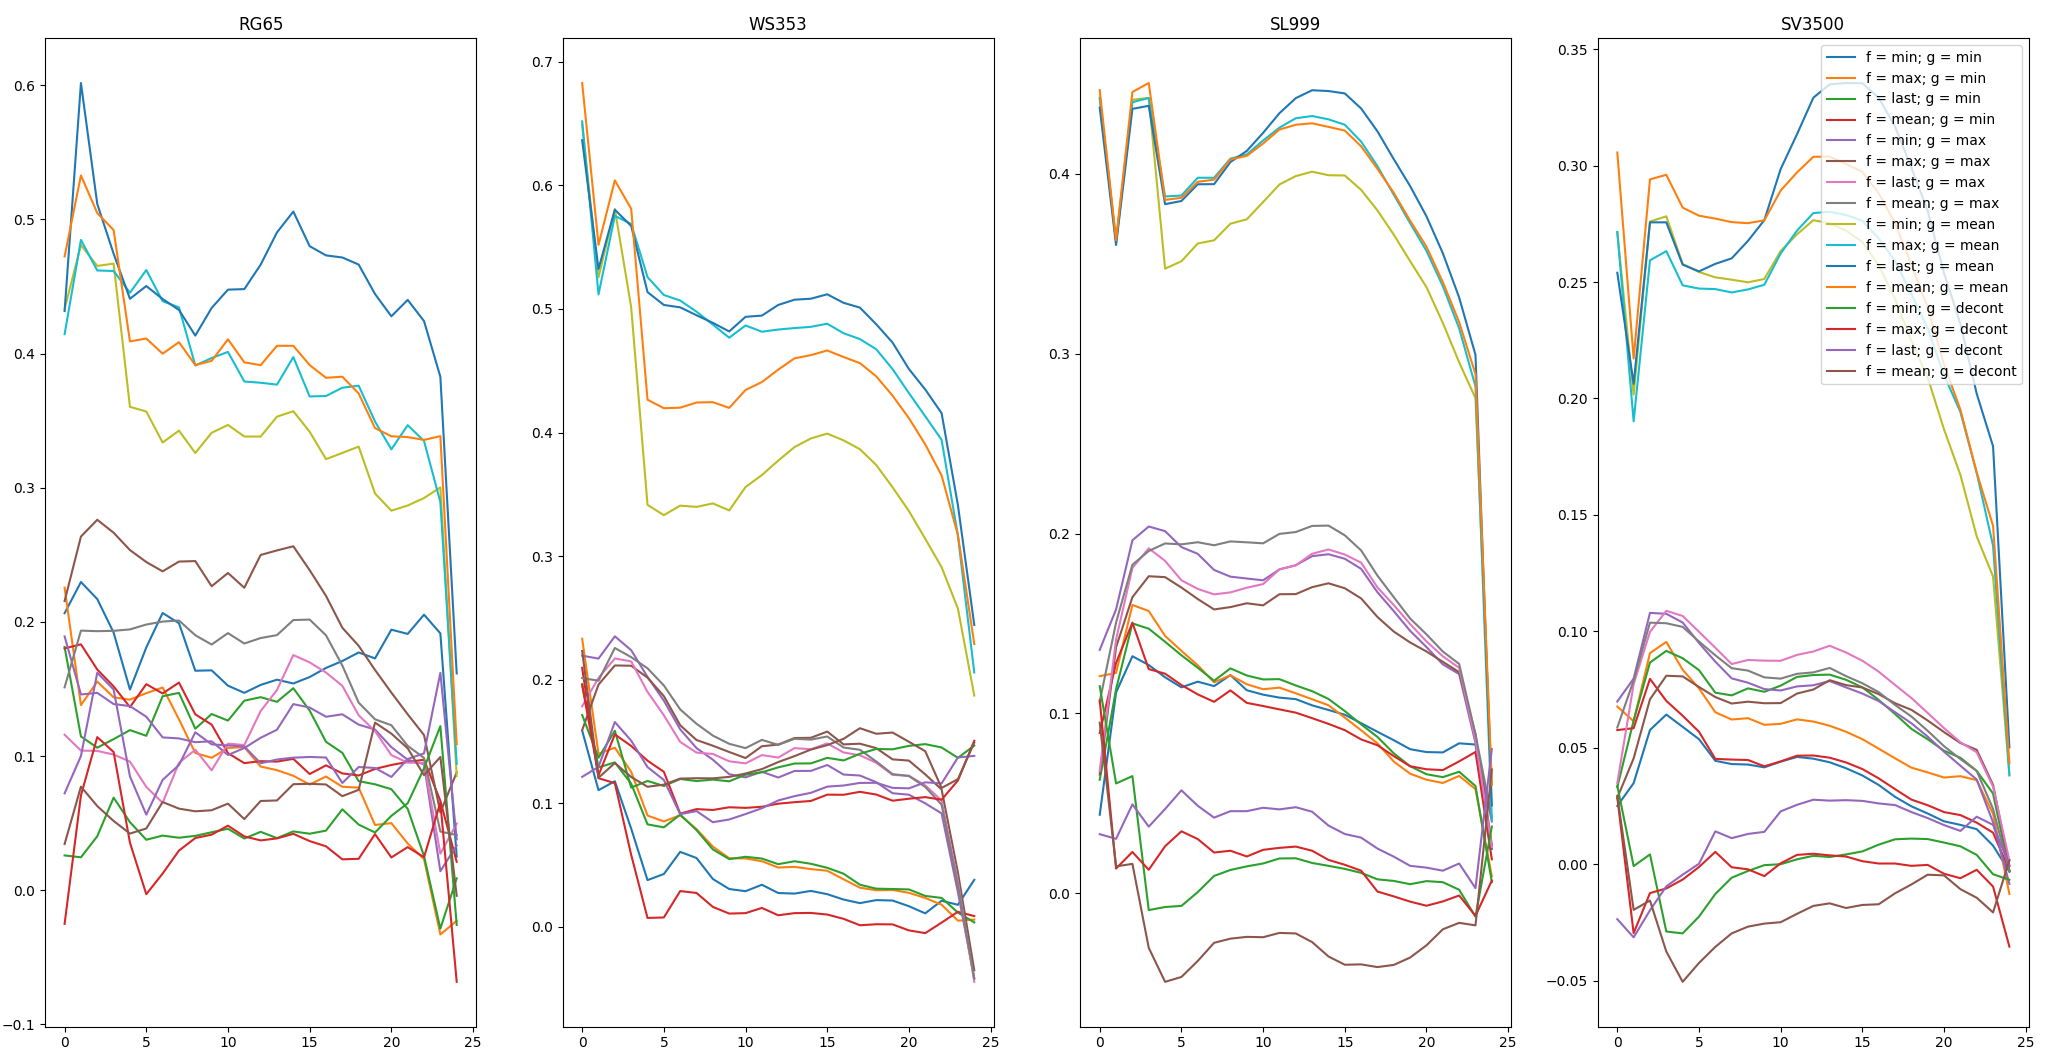 RG65
WS353
SL999
SV3500
0.6
0.5
0.4
0.3
0.2
0.1
0.0
−0.1
0
5
10
15
20
25
0.7
0.6
0.5
0.4
0.3
0.2
0.1
0.0
0
5
10
15
20
25
0.4
0.3
0.2
0.1
0.0
0
5
10
15
20
25
0.35
0.30
0.25
0.20
0.15
0.10
0.05
0.00
−0.05
0
5
10
15
20
25
f = min; g = min
f = max; g = min
f = last; g = min
f = mean; g = min
f = min; g = max
f = max; g = max
f = last; g = max
f = mean; g = max
f = min; g = mean
f = max; g = mean
f = last; g = mean
f = mean; g = mean
f = min; g = decont
f = max; g = decont
f = last; g = decont
f = mean; g = decont